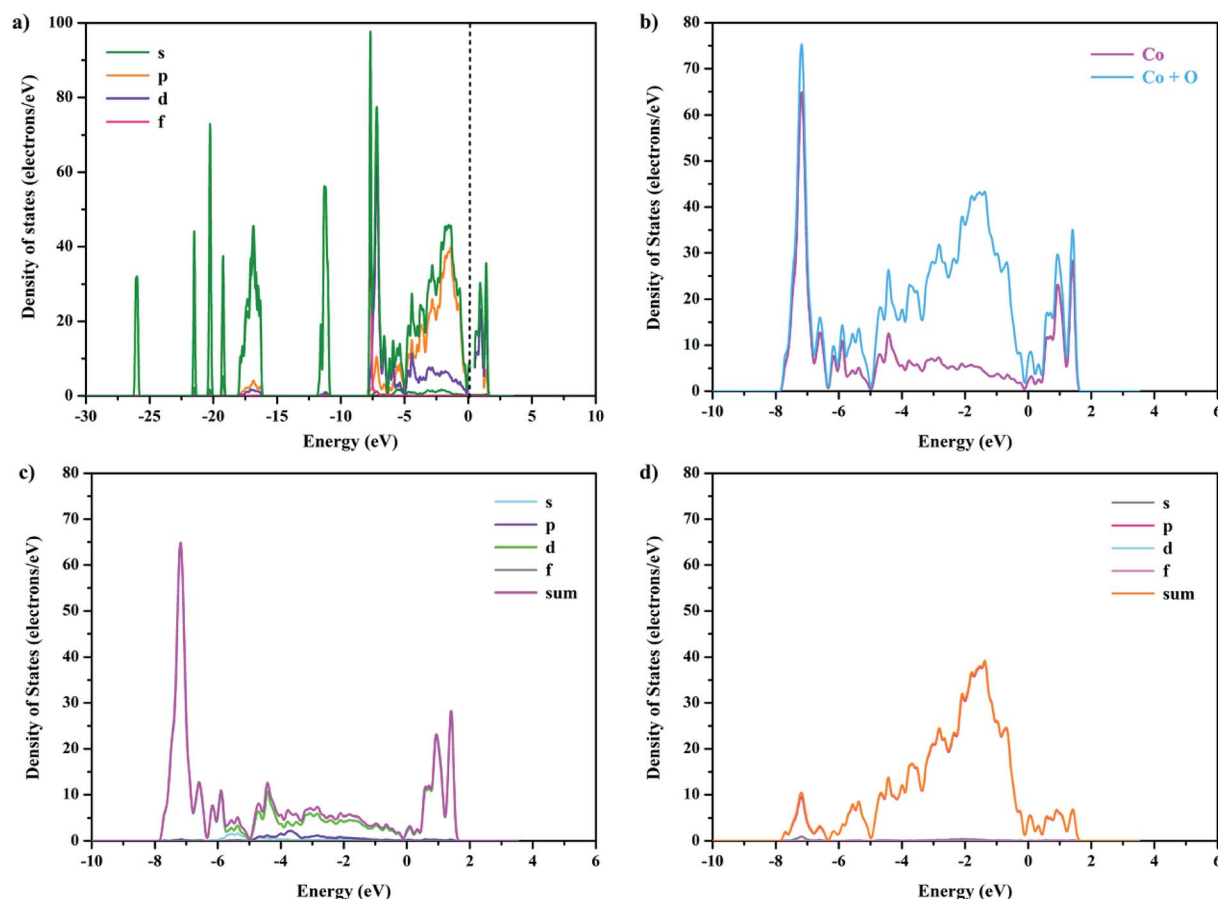 a)
s
p
d
f
Density of states (electrons/eV)
100
80
60
40
20
0
-30
-25
-20
-15
-10
-5
0
5
10
Energy (eV)
b)
Co
Co + O
Density of States (electrons/eV)
80
70
60
50
40
30
20
10
0
-10
-8
-6
-4
-2
0
2
4
6
Energy (eV)
c)
s
p
d
f
sum
Density of States (electrons/eV)
80
70
60
50
40
30
20
10
0
-10
-8
-6
-4
-2
0
2
4
6
Energy (eV)
d)
s
p
d
f
sum
Density of States (electrons/eV)
80
70
60
50
40
30
20
10
0
-10
-8
-6
-4
-2
0
2
4
6
Energy (eV)